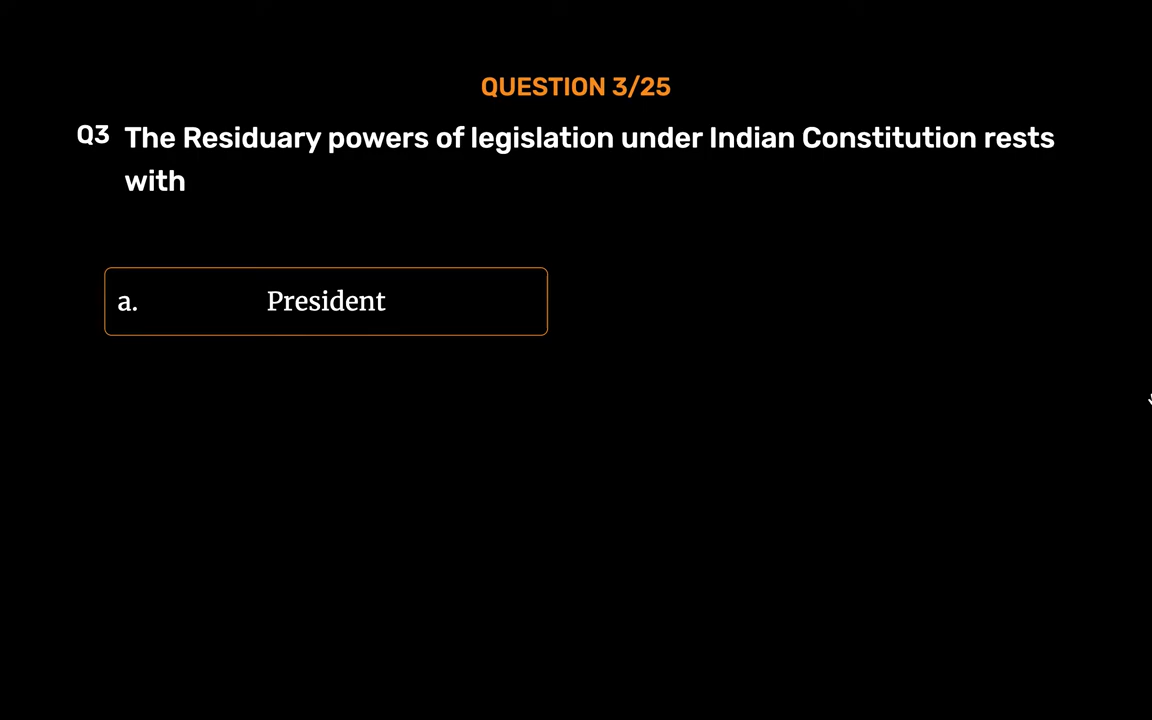 QUESTION 3/25
Q3 The Residuary powers of legislation under Indian Constitution rests
with
a. President